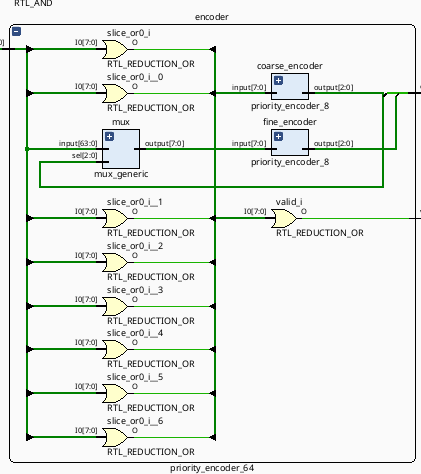 RTL_AND
encoder
slice_or0_i
I0[7:0] O
RTL_REDUCTION_OR
slice_or0_i__0
I0[7:0] O
RTL_REDUCTION_OR
coarse_encoder
input[7:0] output[2:0]
priority_encoder_8
mux
input[63:0] output[7:0]
sel[2:0]
mux_generic
fine_encoder
input[7:0] output[2:0]
priority_encoder_8
slice_or0_i__1
I0[7:0] O
RTL_REDUCTION_OR
valid_i
I0[7:0] O
RTL_REDUCTION_OR
slice_or0_i__2
I0[7:0] O
RTL_REDUCTION_OR
slice_or0_i__3
I0[7:0] O
RTL_REDUCTION_OR
slice_or0_i__4
I0[7:0] O
RTL_REDUCTION_OR
slice_or0_i__5
I0[7:0] O
RTL_REDUCTION_OR
slice_or0_i__6
I0[7:0] O
RTL_REDUCTION_OR
priority_encoder_64